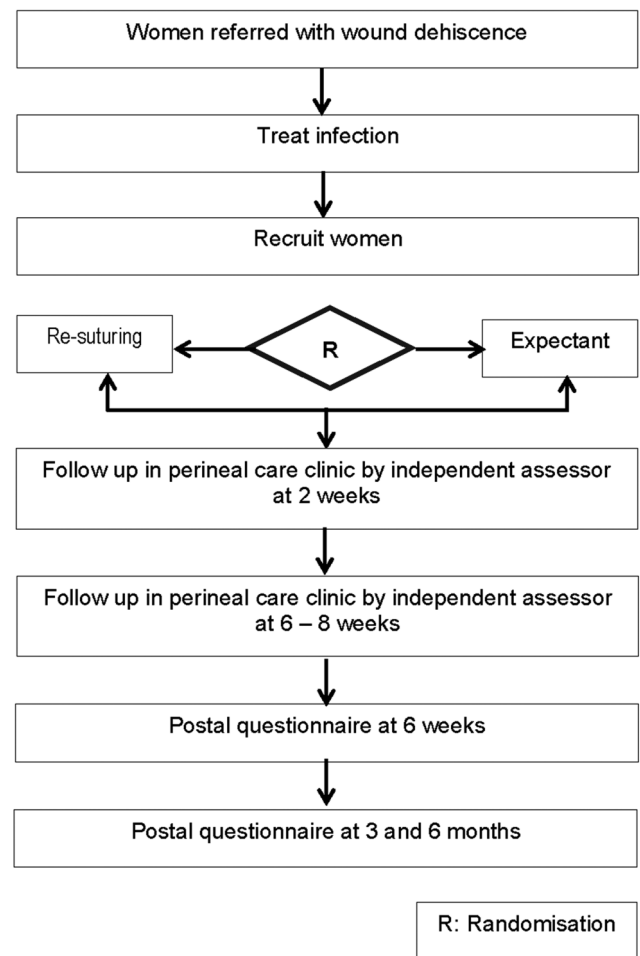 Women referred with wound dehiscence
Treat infection
Recruit women
Re-suturing
R
Expectant
Follow up in perineal care clinic by independent assessor
at 2 weeks
Follow up in perineal care clinic by independent assessor
at 6 – 8 weeks
Postal questionnaire at 6 weeks
Postal questionnaire at 3 and 6 months
R: Randomisation